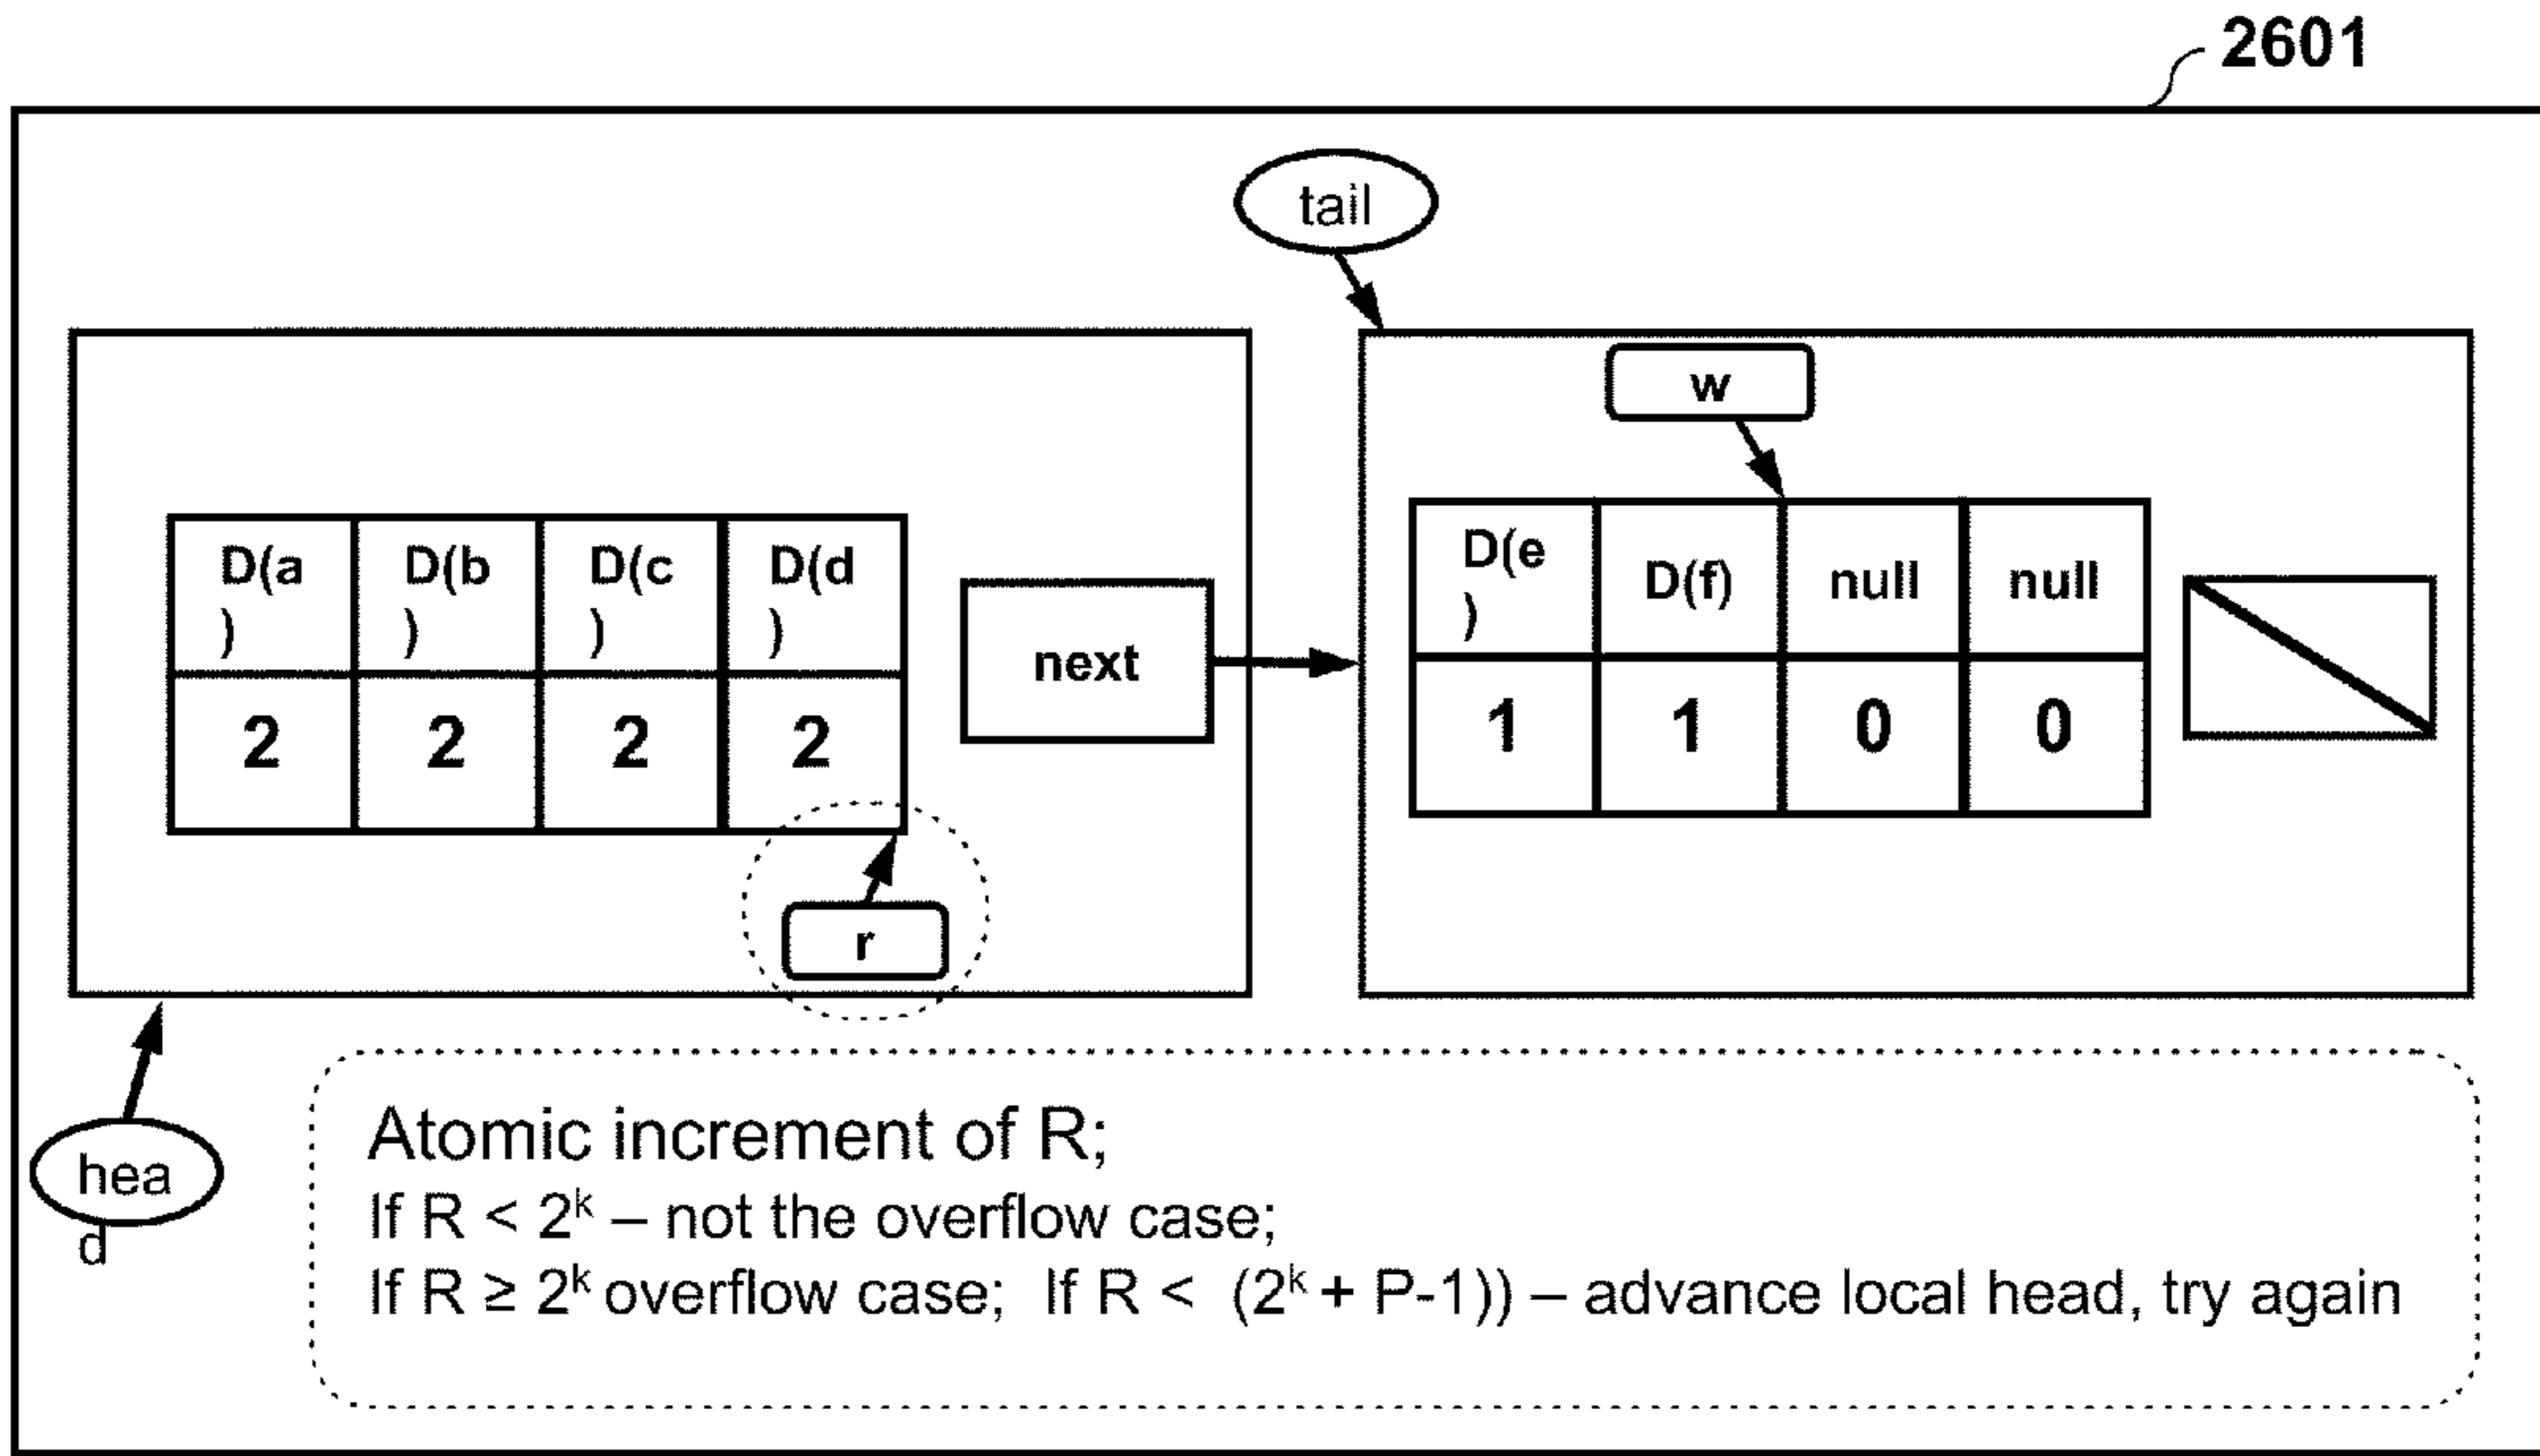 2601
tail
w
D(a
)
D(b
)
D(c
)
D(d
)
2 2 2 2
next
r
D(e
)
D(f)
null
null
1 1 0 0
hea
d
Atomic increment of R;
If R < 2ᵏ – not the overflow case;
If R ≥ 2ᵏ overflow case; If R < (2ᵏ + P-1)) – advance local head, try again